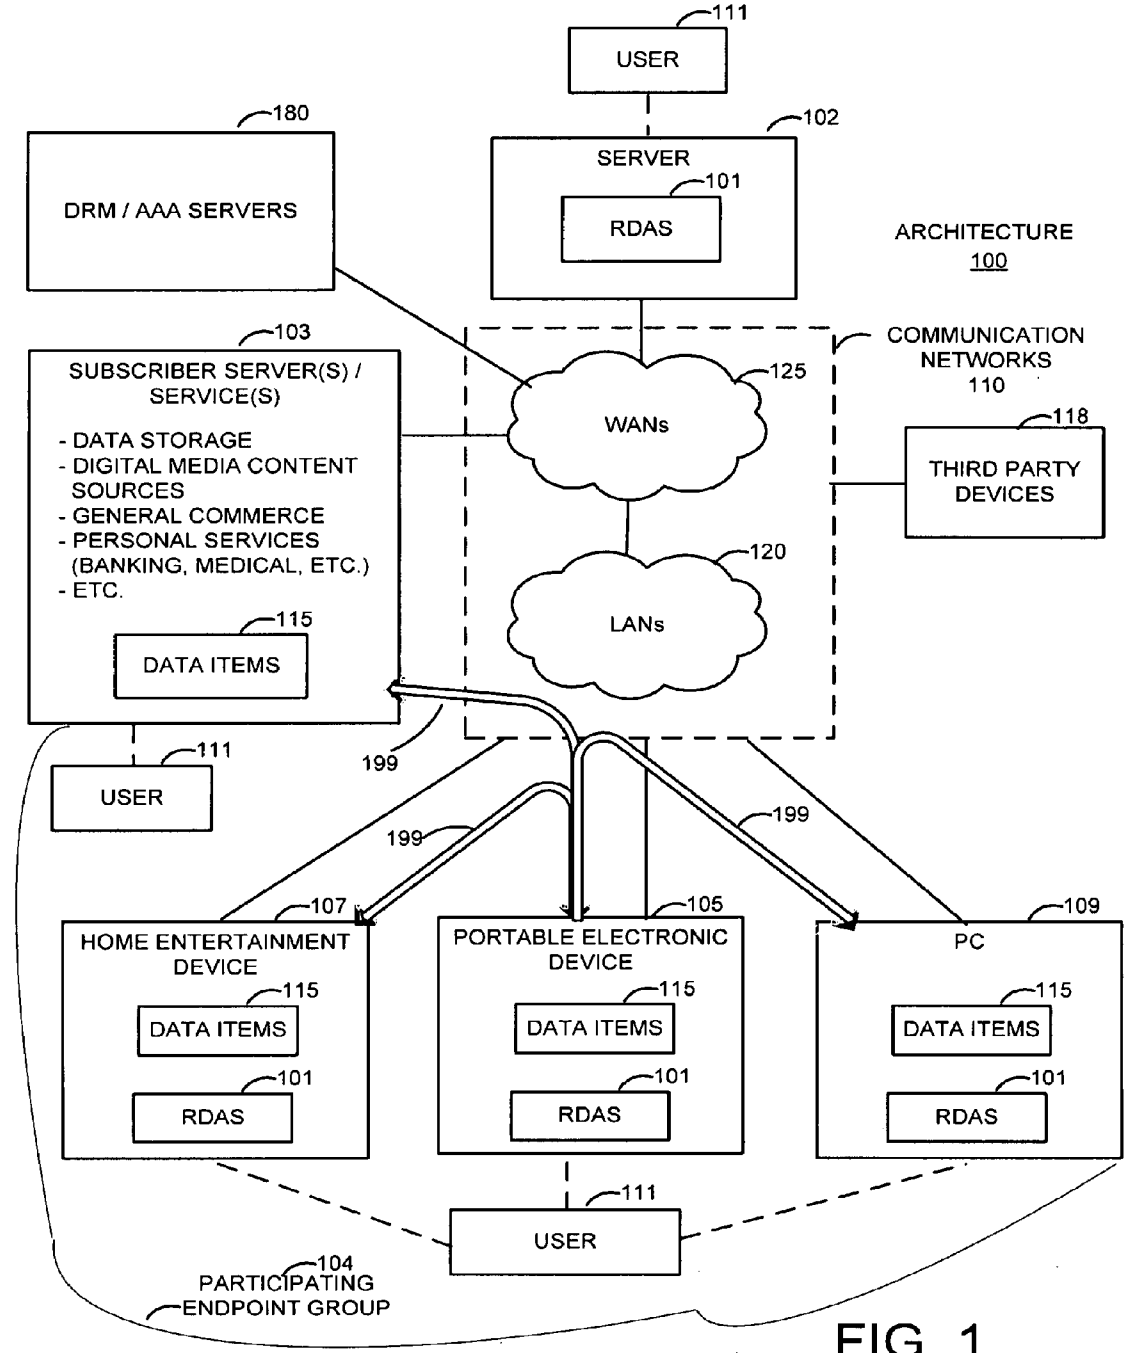 111
USER
180
102
DRM / AAA SERVERS
SERVER
101
RDAS
ARCHITECTURE
100
103
SUBSCRIBER SERVER(S) /
SERVICE(S)
- DATA STORAGE
- DIGITAL MEDIA CONTENT
SOURCES
- GENERAL COMMERCE
- PERSONAL SERVICES
(BANKING, MEDICAL, ETC.)
- ETC.
115
DATA ITEMS
COMMUNICATION
NETWORKS
110
125
WANs
118
THIRD PARTY
DEVICES
120
LANs
199
111
USER
199
199
107
HOME ENTERTAINMENT
DEVICE
115
DATA ITEMS
101
RDAS
105
PORTABLE ELECTRONIC
DEVICE
115
DATA ITEMS
101
RDAS
109
PC
115
DATA ITEMS
101
RDAS
111
USER
104
PARTICIPATING
ENDPOINT GROUP
FIG. 1